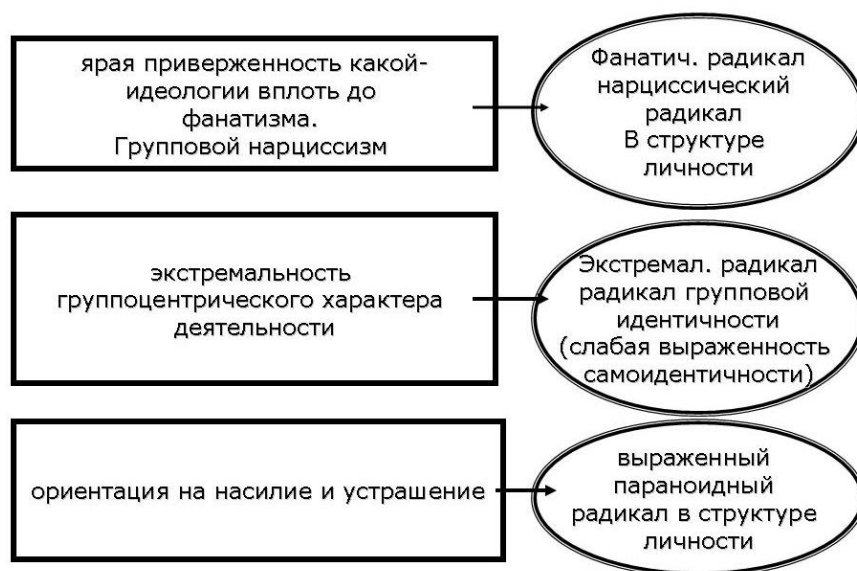 ярая приверженность какой-
идеологии вплоть до
фанатизма.
Групповой нарциссизм
Фанатич. радикал
нарциссический
радикал
В структуре
личности
экстремальность
группоцентрического характера
деятельности
Экстремал. радикал
радикал групповой
идентичности
(слабая выраженность
самоидентичности)
ориентация на насилие и устрашение
выраженный
параноидный
радикал в структуре
личности